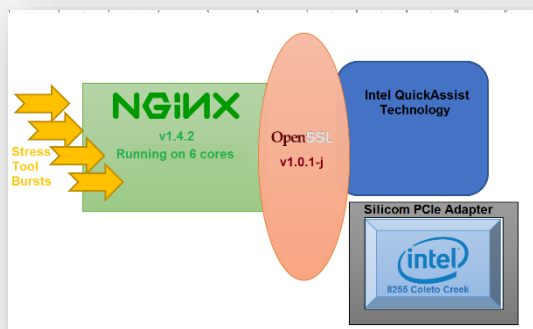 NGiNX
v1.4.2
Running on 6 cores
Stress
Tool
Bursts
OpenSSL
v1.0.1-j
Intel QuickAssist
Technology
Silicom PCIe Adapter
intel
8255 Coleto Creek